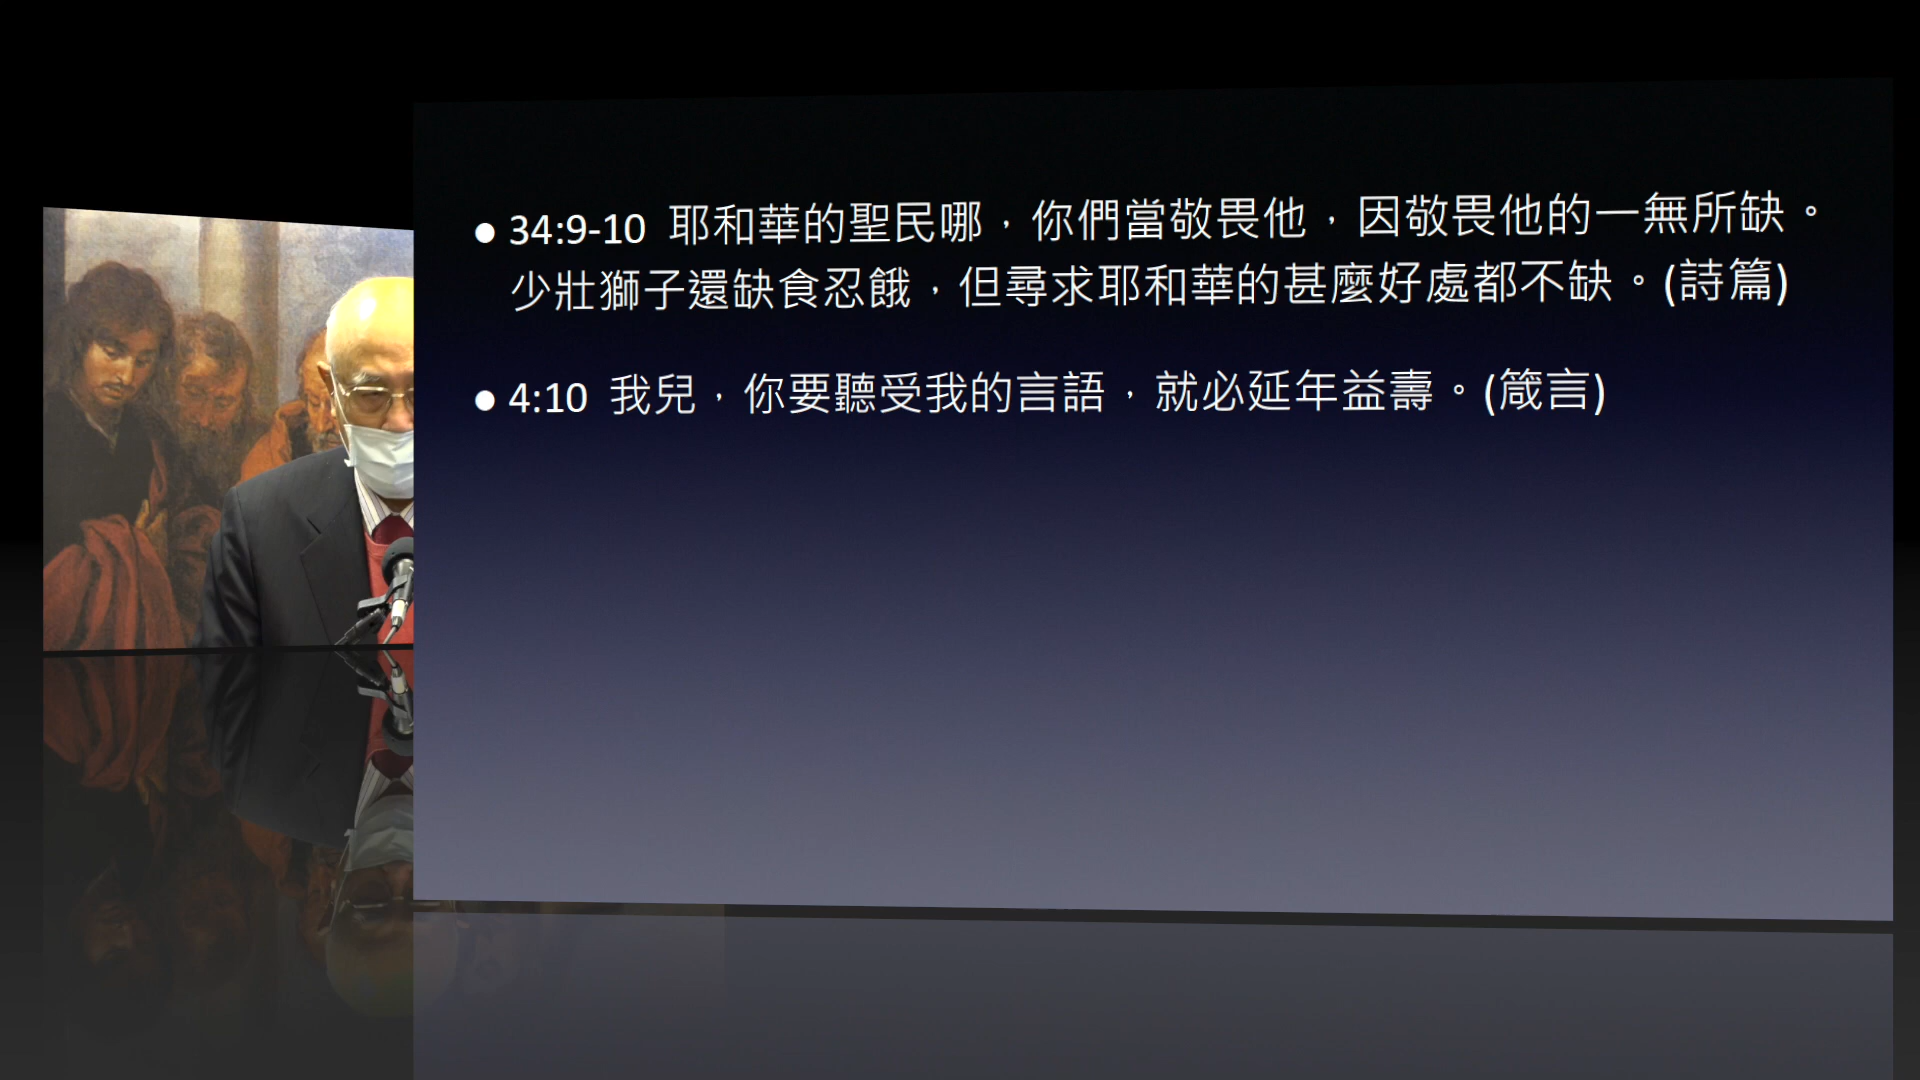 ● 34:9-10 耶和華的聖民哪，你們當敬畏他，因敬畏他的一無所缺。
少壯獅子還缺食忍餓，但尋求耶和華的甚麼好處都不缺。(詩篇)
● 4:10 我兒，你要聽受我的言語，就必延年益壽。(箴言)